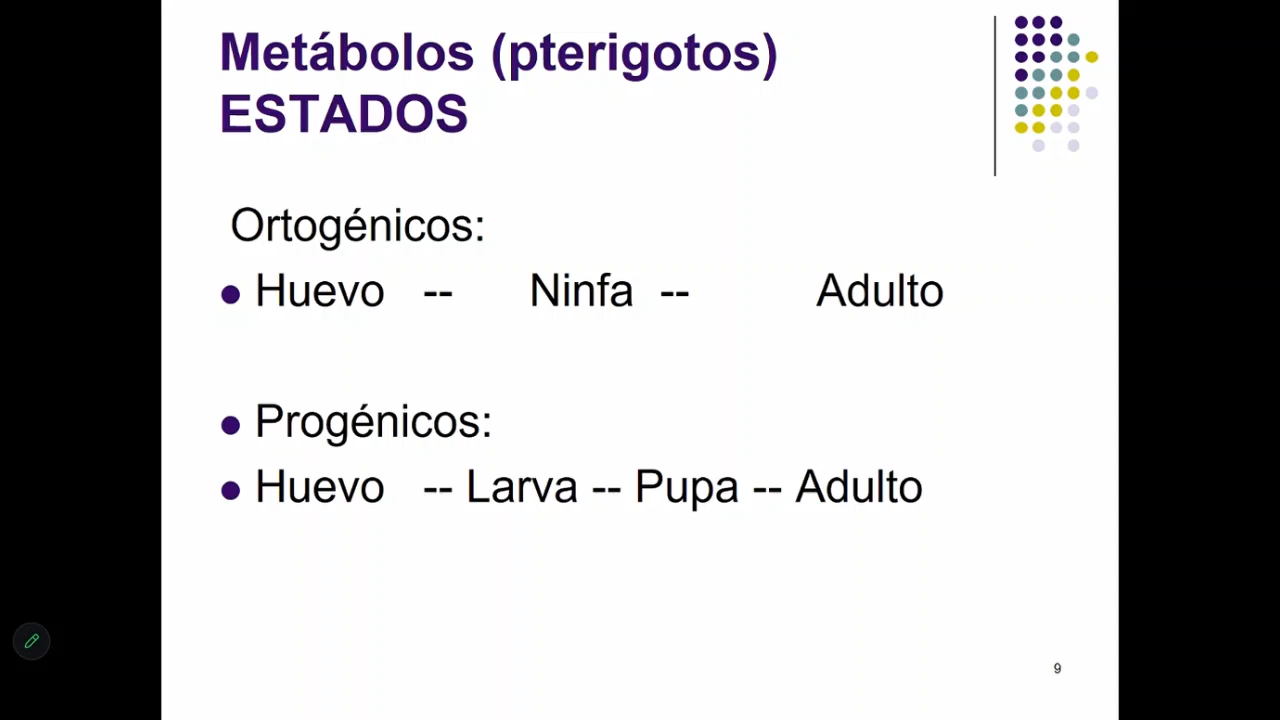 Metábolos (pterigotos)
ESTADOS
Ortogénicos:
Huevo -- Ninfa -- Adulto
Progénicos:
Huevo -- Larva -- Pupa -- Adulto
9